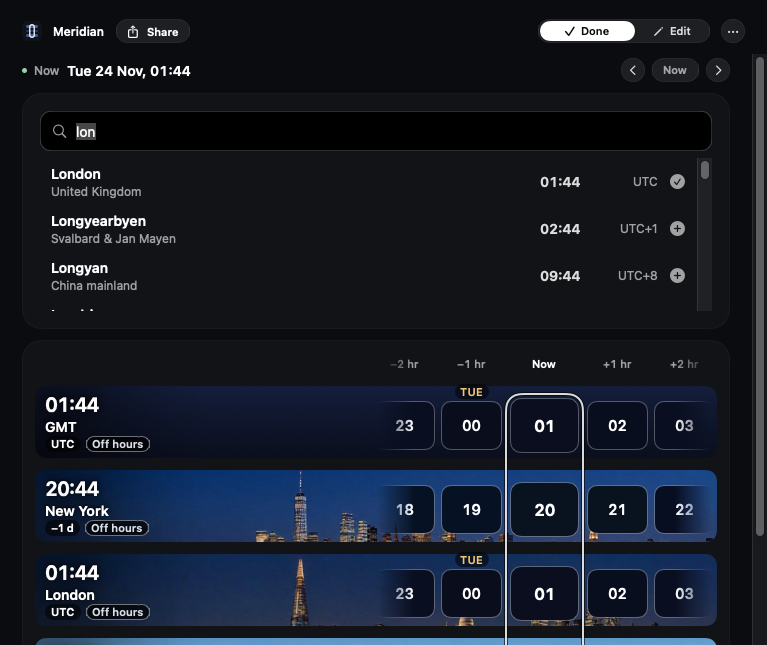 Meridian Share Done Edit
Now Tue 24 Nov, 01:44 Now
lon
London 01:44 UTC
United Kingdom
Longyearbyen 02:44 UTC+1
Svalbard & Jan Mayen
Longyan 09:44 UTC+8
China mainland
−2 hr −1 hr Now +1 hr +2 hr
TUE
01:44
GMT 23 00 01 02 03
UTC Off hours
20:44
New York 18 19 20 21 22
−1 d Off hours
TUE
01:44
London 23 00 01 02 03
UTC Off hours